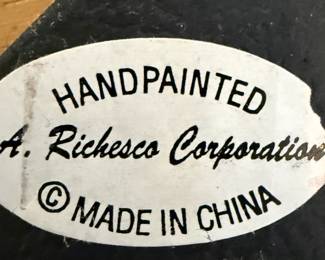 HANDPAINTED
A. Richesco Corporation
© MADE IN CHINA